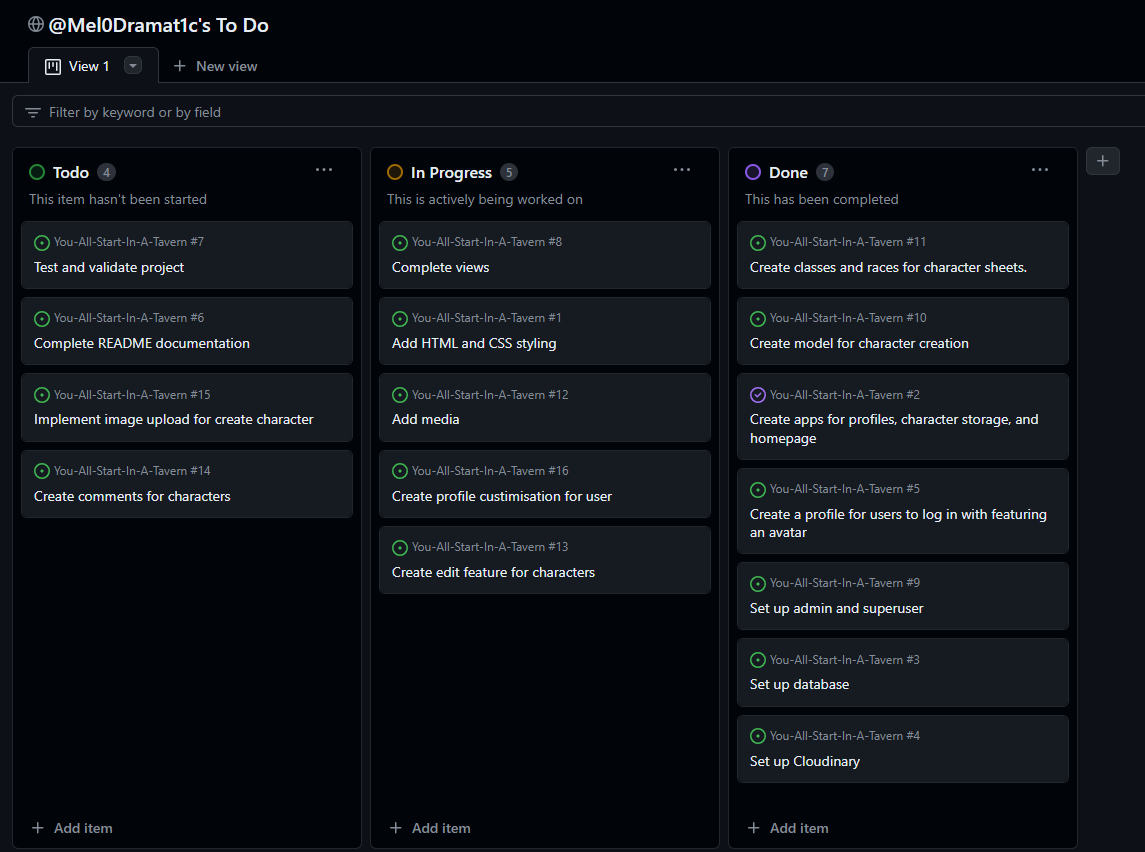 @Mel0Dramat1c's To Do
View 1
New view
Filter by keyword or by field
Todo 4
This item hasn't been started
You-All-Start-In-A-Tavern #7
Test and validate project
You-All-Start-In-A-Tavern #6
Complete README documentation
You-All-Start-In-A-Tavern #15
Implement image upload for create character
You-All-Start-In-A-Tavern #14
Create comments for characters
Add item
In Progress 5
This is actively being worked on
You-All-Start-In-A-Tavern #8
Complete views
You-All-Start-In-A-Tavern #1
Add HTML and CSS styling
You-All-Start-In-A-Tavern #12
Add media
You-All-Start-In-A-Tavern #16
Create profile custimisation for user
You-All-Start-In-A-Tavern #13
Create edit feature for characters
Add item
Done 7
This has been completed
You-All-Start-In-A-Tavern #11
Create classes and races for character sheets.
You-All-Start-In-A-Tavern #10
Create model for character creation
You-All-Start-In-A-Tavern #2
Create apps for profiles, character storage, and
homepage
You-All-Start-In-A-Tavern #5
Create a profile for users to log in with featuring
an avatar
You-All-Start-In-A-Tavern #9
Set up admin and superuser
You-All-Start-In-A-Tavern #3
Set up database
You-All-Start-In-A-Tavern #4
Set up Cloudinary
Add item